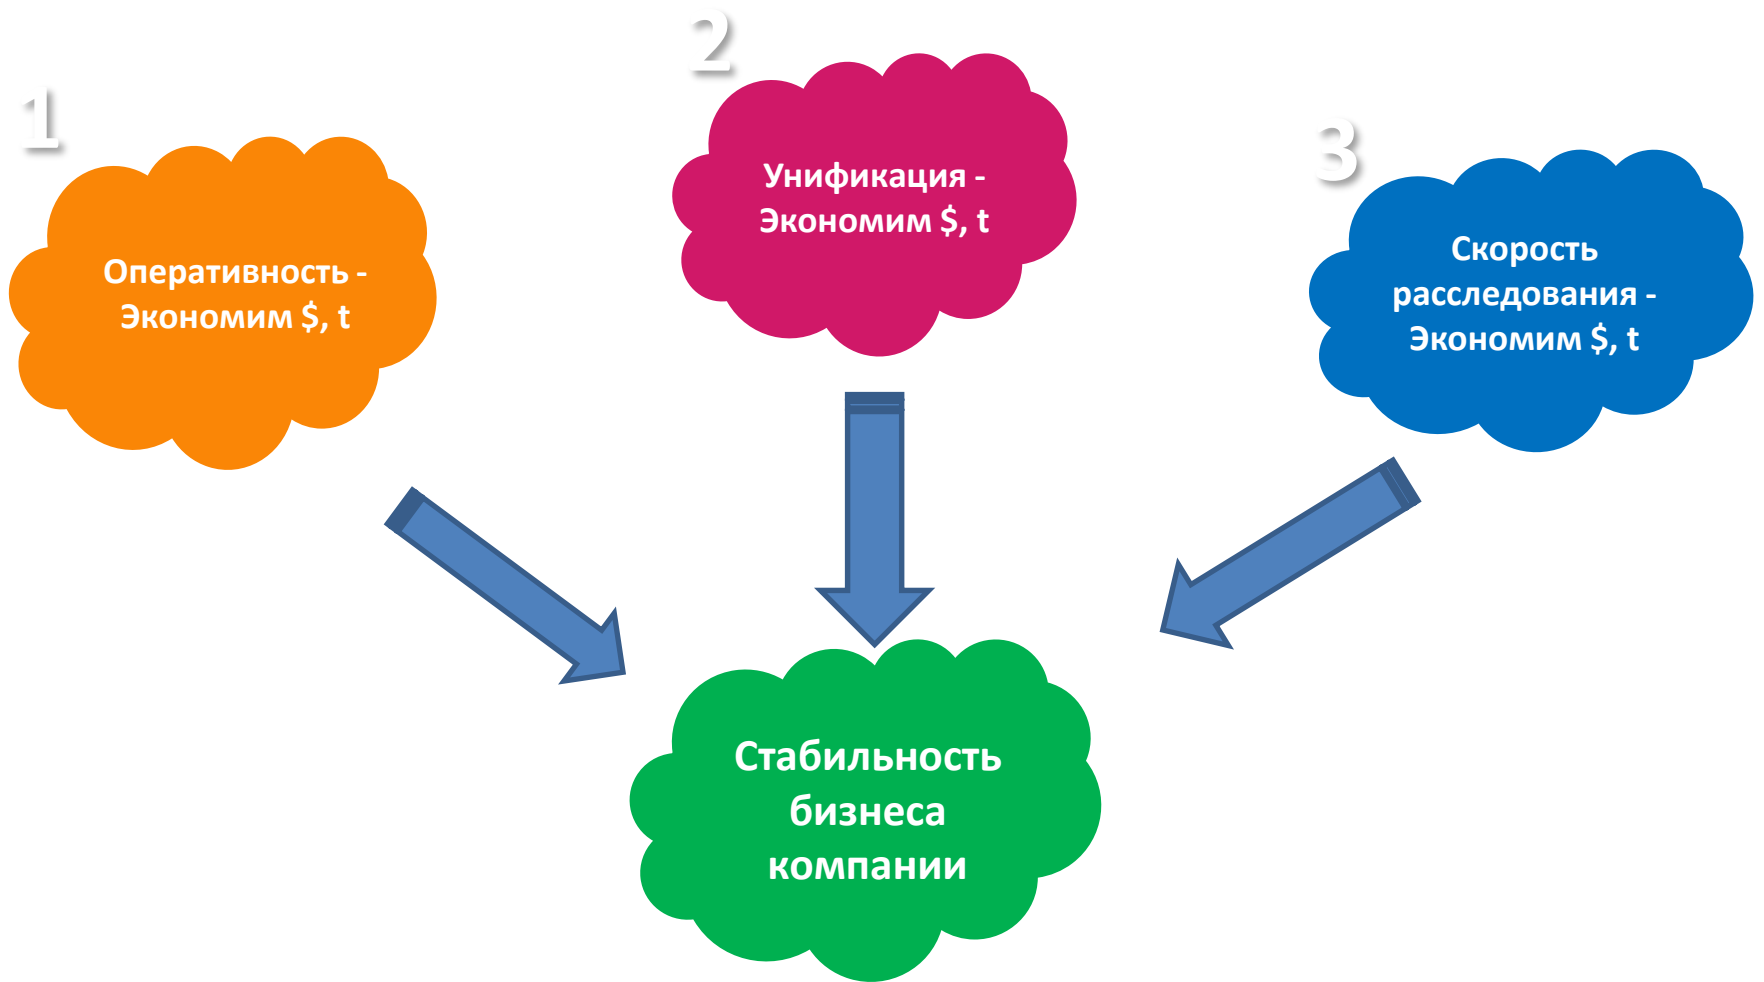 1
Оперативность -
Экономим $, t
2
Унификация -
Экономим $, t
3
Скорость
расследования -
Экономим $, t
Стабильность
бизнеса
компании